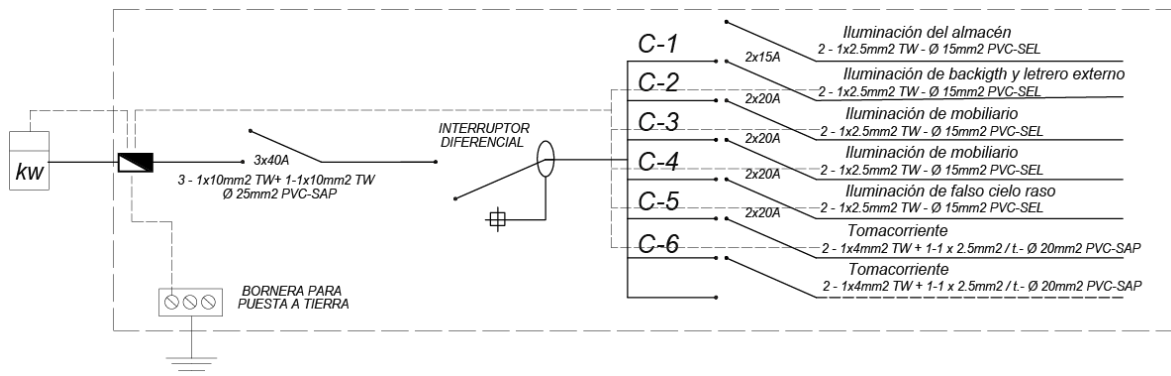 kw
3x40A
3 - 1x10mm2 TW+ 1-1x10mm2 TW
Ø 25mm2 PVC-SAP
INTERRUPTOR
DIFERENCIAL
BORNERA PARA
PUESTA A TIERRA
C-1
2x15A
Iluminación del almacén
2 - 1x2.5mm2 TW - Ø 15mm2 PVC-SEL
C-2
2x20A
Iluminación de backigth y letrero externo
2 - 1x2.5mm2 TW - Ø 15mm2 PVC-SEL
C-3
2x20A
Iluminación de mobiliario
2 - 1x2.5mm2 TW - Ø 15mm2 PVC-SEL
C-4
2x20A
Iluminación de mobiliario
2 - 1x2.5mm2 TW - Ø 15mm2 PVC-SEL
C-5
2x20A
Iluminación de falso cielo raso
2 - 1x2.5mm2 TW - Ø 15mm2 PVC-SEL
C-6
Tomacorriente
2 - 1x4mm2 TW + 1-1 x 2.5mm2 / t.- Ø 20mm2 PVC-SAP
Tomacorriente
2 - 1x4mm2 TW + 1-1 x 2.5mm2 / t.- Ø 20mm2 PVC-SAP